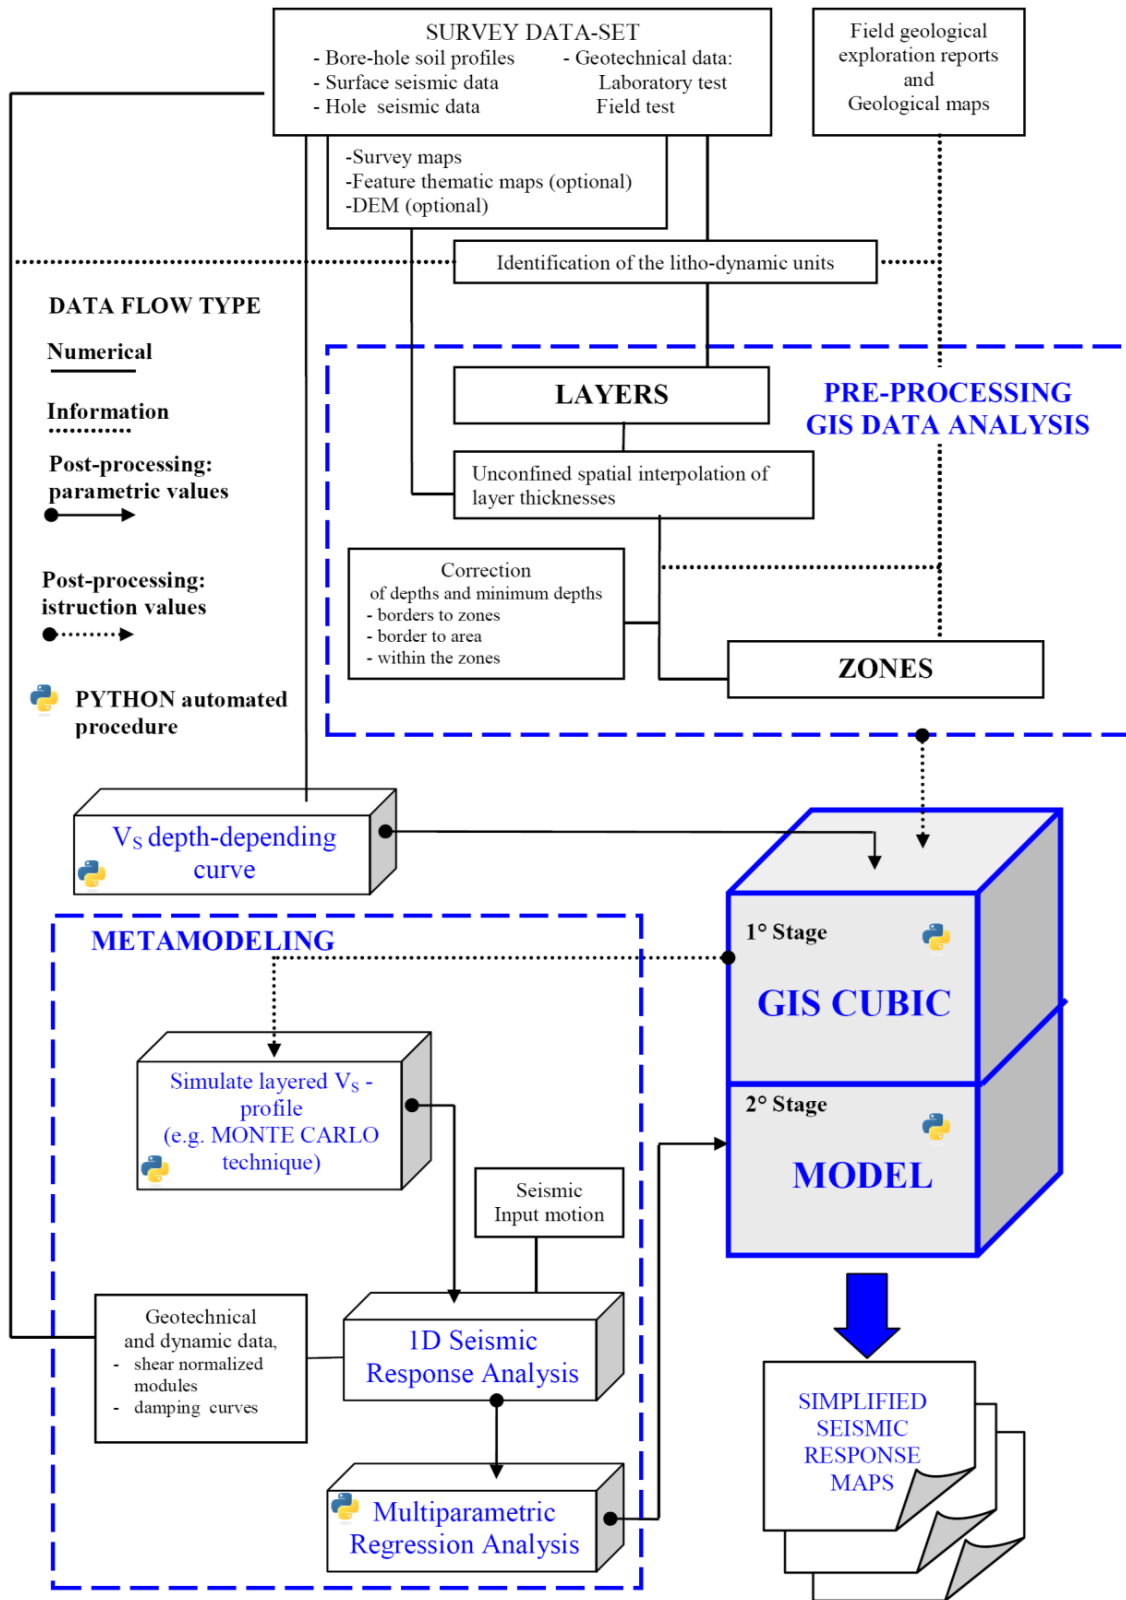 SURVEY DATA-SET
- Bore-hole soil profiles
- Surface seismic data
- Hole seismic data
- Geotechnical data:
Laboratory test
Field test
Field geological
exploration reports
and
Geological maps
-Survey maps
-Feature thematic maps (optional)
-DEM (optional)
Identification of the litho-dynamic units
DATA FLOW TYPE
Numerical
Information
Post-processing:
parametric values
Post-processing:
istruction values
PYTHON automated
procedure
PRE-PROCESSING
GIS DATA ANALYSIS
LAYERS
Unconfined spatial interpolation of
layer thicknesses
Correction
of depths and minimum depths
- borders to zones
- border to area
- within the zones
ZONES
VS depth-depending
curve
METAMODELING
1° Stage
GIS CUBIC
2° Stage
MODEL
Simulate layered VS -
profile
(e.g. MONTE CARLO
technique)
Seismic
Input motion
Geotechnical
and dynamic data,
- shear normalized
modules
- damping curves
1D Seismic
Response Analysis
Multiparametric
Regression Analysis
SIMPLIFIED
SEISMIC
RESPONSE
MAPS